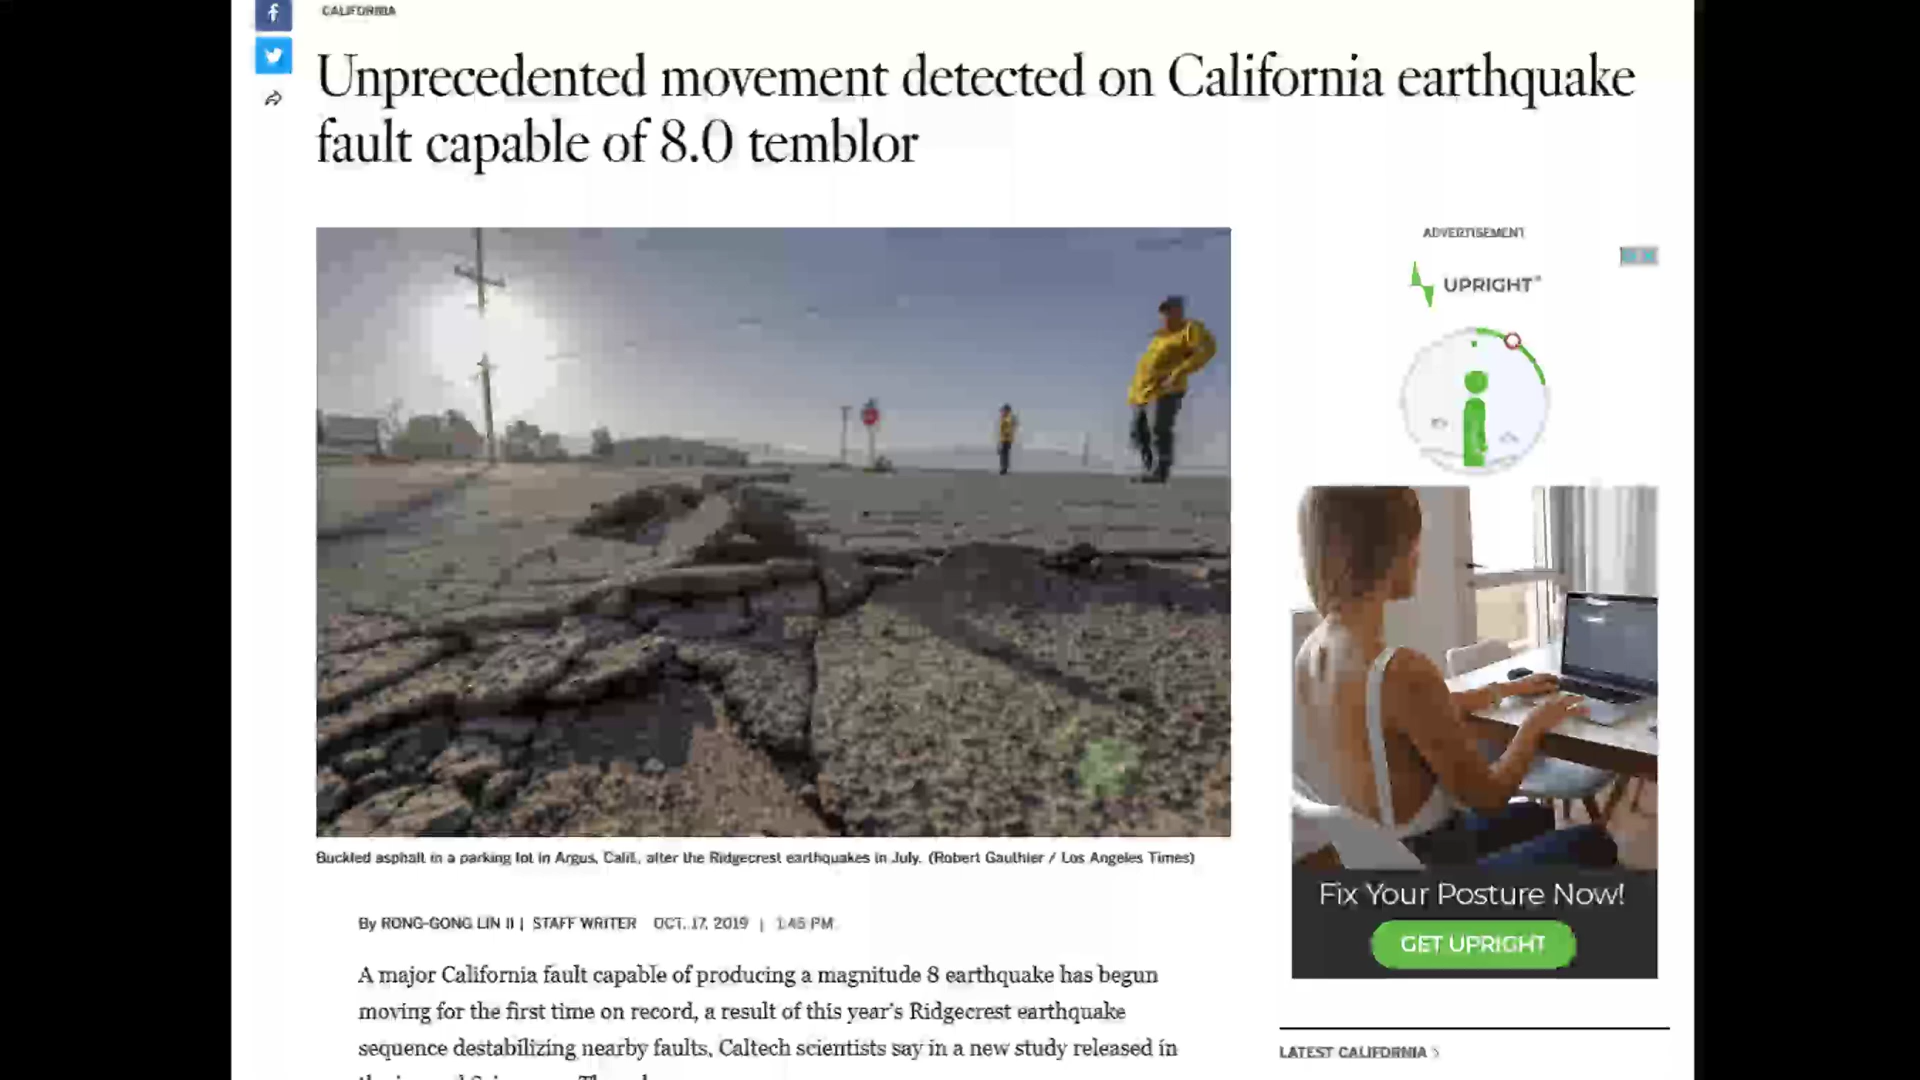 CALIFORNIA
Unprecedented movement detected on California earthquake
fault capable of 8.0 temblor
ADVERTISEMENT
UPRIGHT
Buckled asphalt in a parking lot in Argus, Calif., after the Ridgecrest earthquakes in July. (Robert Gauthier / Los Angeles Times)
Fix Your Posture Now!
GET UPRIGHT
By RONG-GONG LIN II | STAFF WRITER OCT. 17, 2019 | 1:45 PM
A major California fault capable of producing a magnitude 8 earthquake has begun
moving for the first time on record, a result of this year's Ridgecrest earthquake
sequence destabilizing nearby faults, Caltech scientists say in a new study released in
LATEST CALIFORNIA >